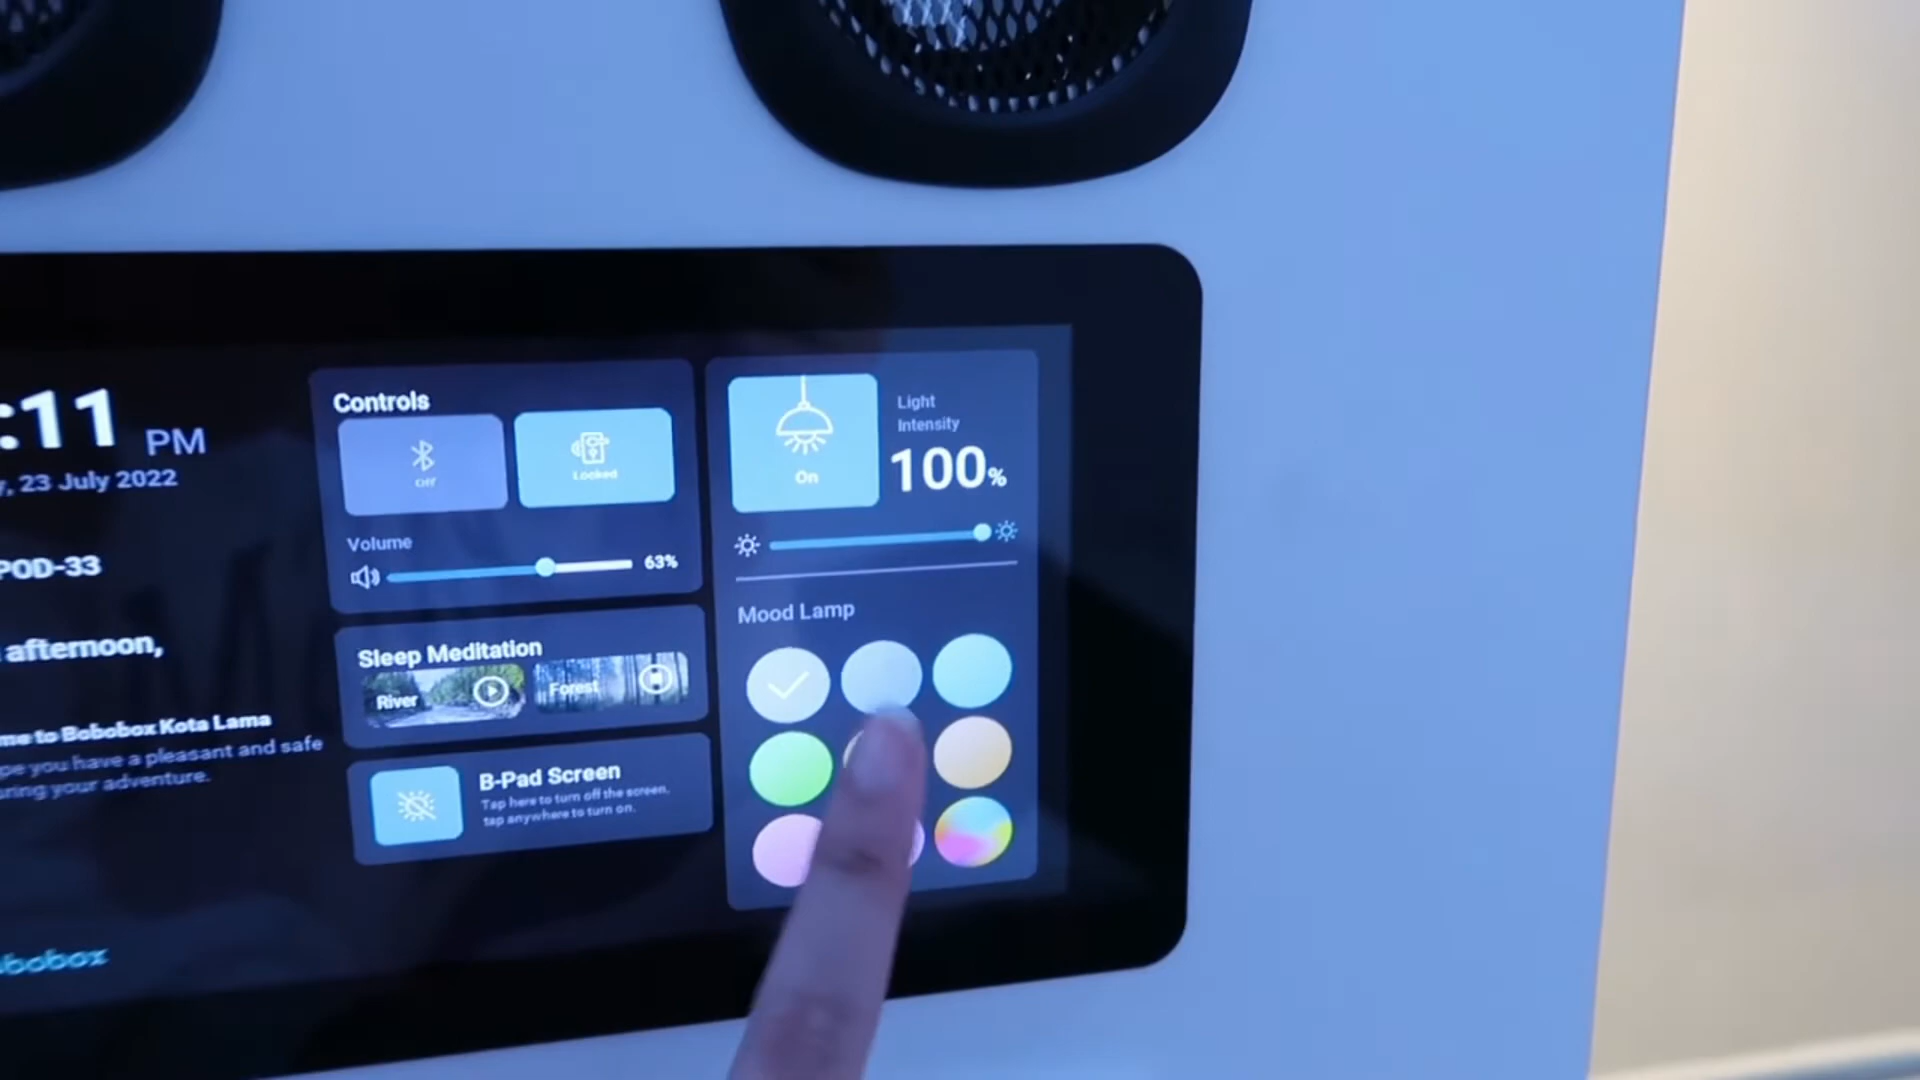 :11 PM
, 23 July 2022
POD-33
afternoon,
me to Bobobox Kota Lama
pe you have a pleasant and safe
uring your adventure.
bobox
Controls
Off
Locked
Volume
63%
Sleep Meditation
River
Forest
B-Pad Screen
Tap here to turn off the screen,
tap anywhere to turn on.
On
Light
Intensity
100%
Mood Lamp